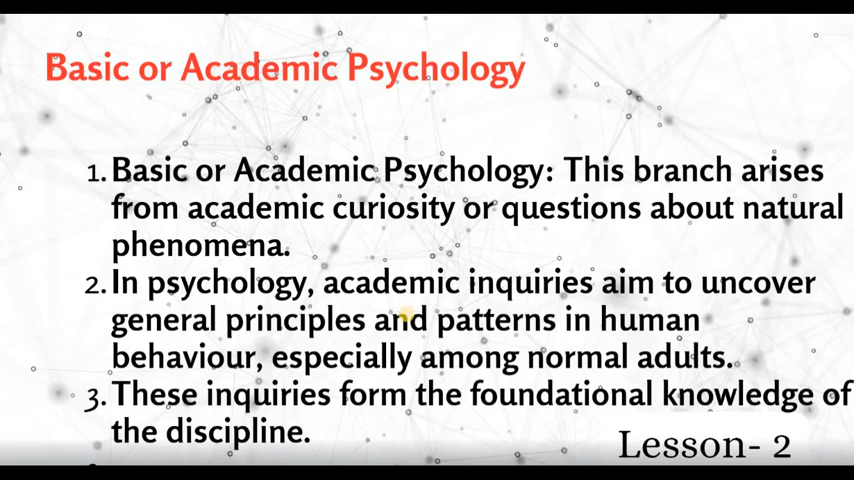 Basic or Academic Psychology
1. Basic or Academic Psychology: This branch arises
from academic curiosity or questions about natural
phenomena.
2. In psychology, academic inquiries aim to uncover
general principles and patterns in human
behaviour, especially among normal adults.
3. These inquiries form the foundational knowledge of
the discipline.
Lesson- 2